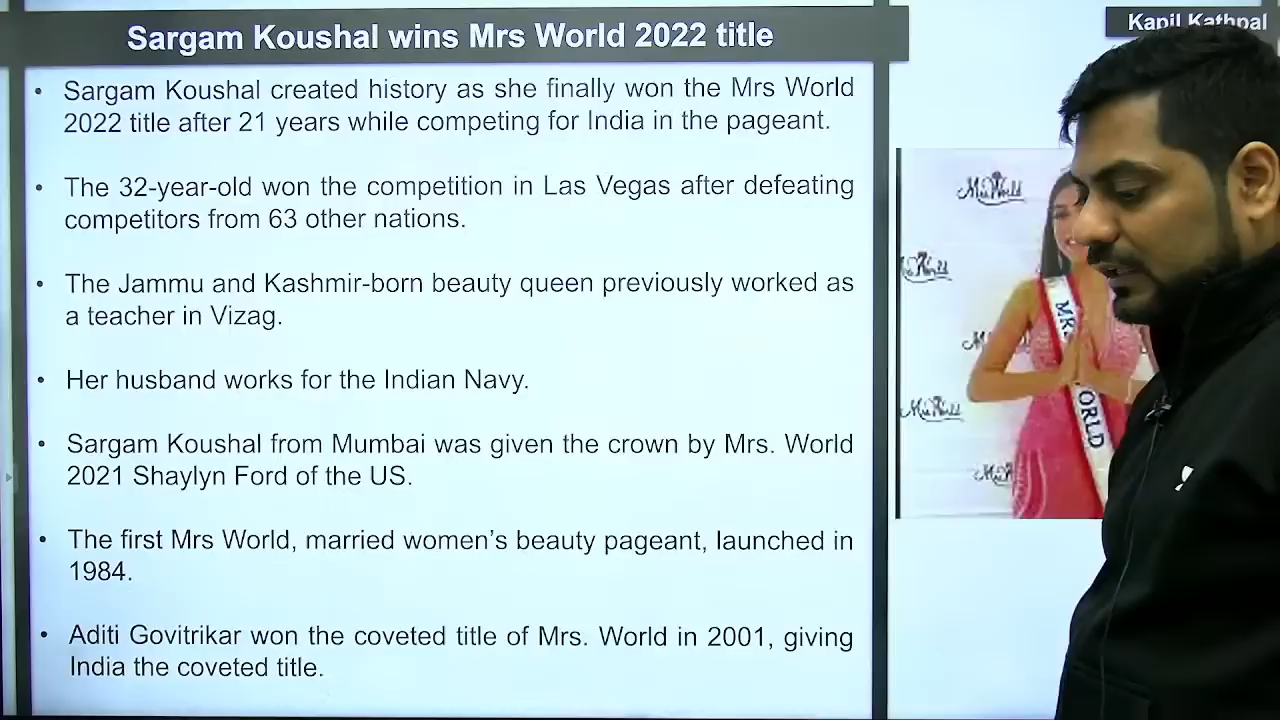 Sargam Koushal wins Mrs World 2022 title
Kapil Kathpal
• Sargam Koushal created history as she finally won the Mrs World
2022 title after 21 years while competing for India in the pageant.
• The 32-year-old won the competition in Las Vegas after defeating
competitors from 63 other nations.
• The Jammu and Kashmir-born beauty queen previously worked as
a teacher in Vizag.
• Her husband works for the Indian Navy.
• Sargam Koushal from Mumbai was given the crown by Mrs. World
2021 Shaylyn Ford of the US.
• The first Mrs World, married women’s beauty pageant, launched in
1984.
• Aditi Govitrikar won the coveted title of Mrs. World in 2001, giving
India the coveted title.
Mrs World
MRS
WORLD